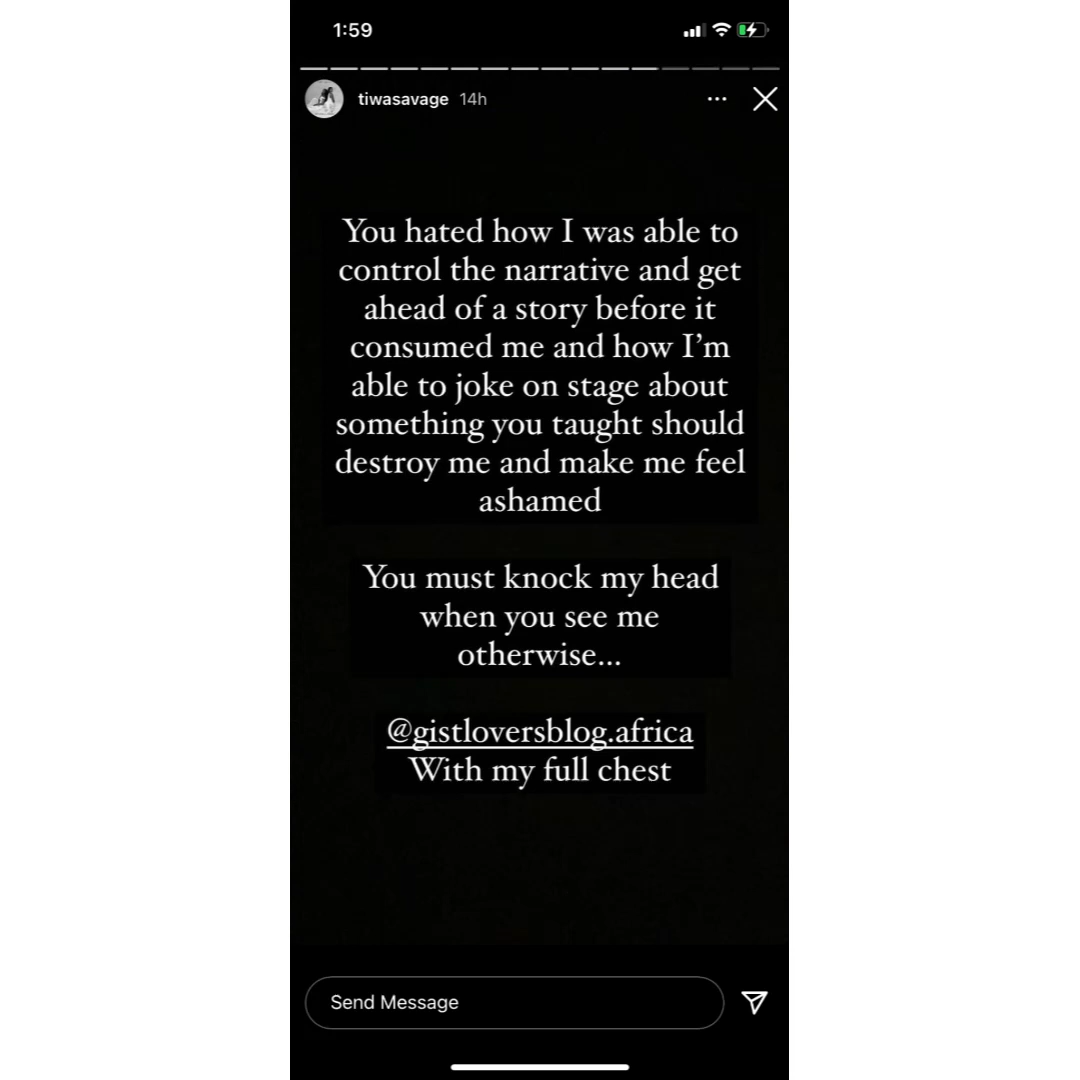 1:59
tiwasavage 14h
You hated how I was able to
control the narrative and get
ahead of a story before it
consumed me and how I’m
able to joke on stage about
something you taught should
destroy me and make me feel
ashamed
You must knock my head
when you see me
otherwise...
@gistloversblog.africa
With my full chest
Send Message